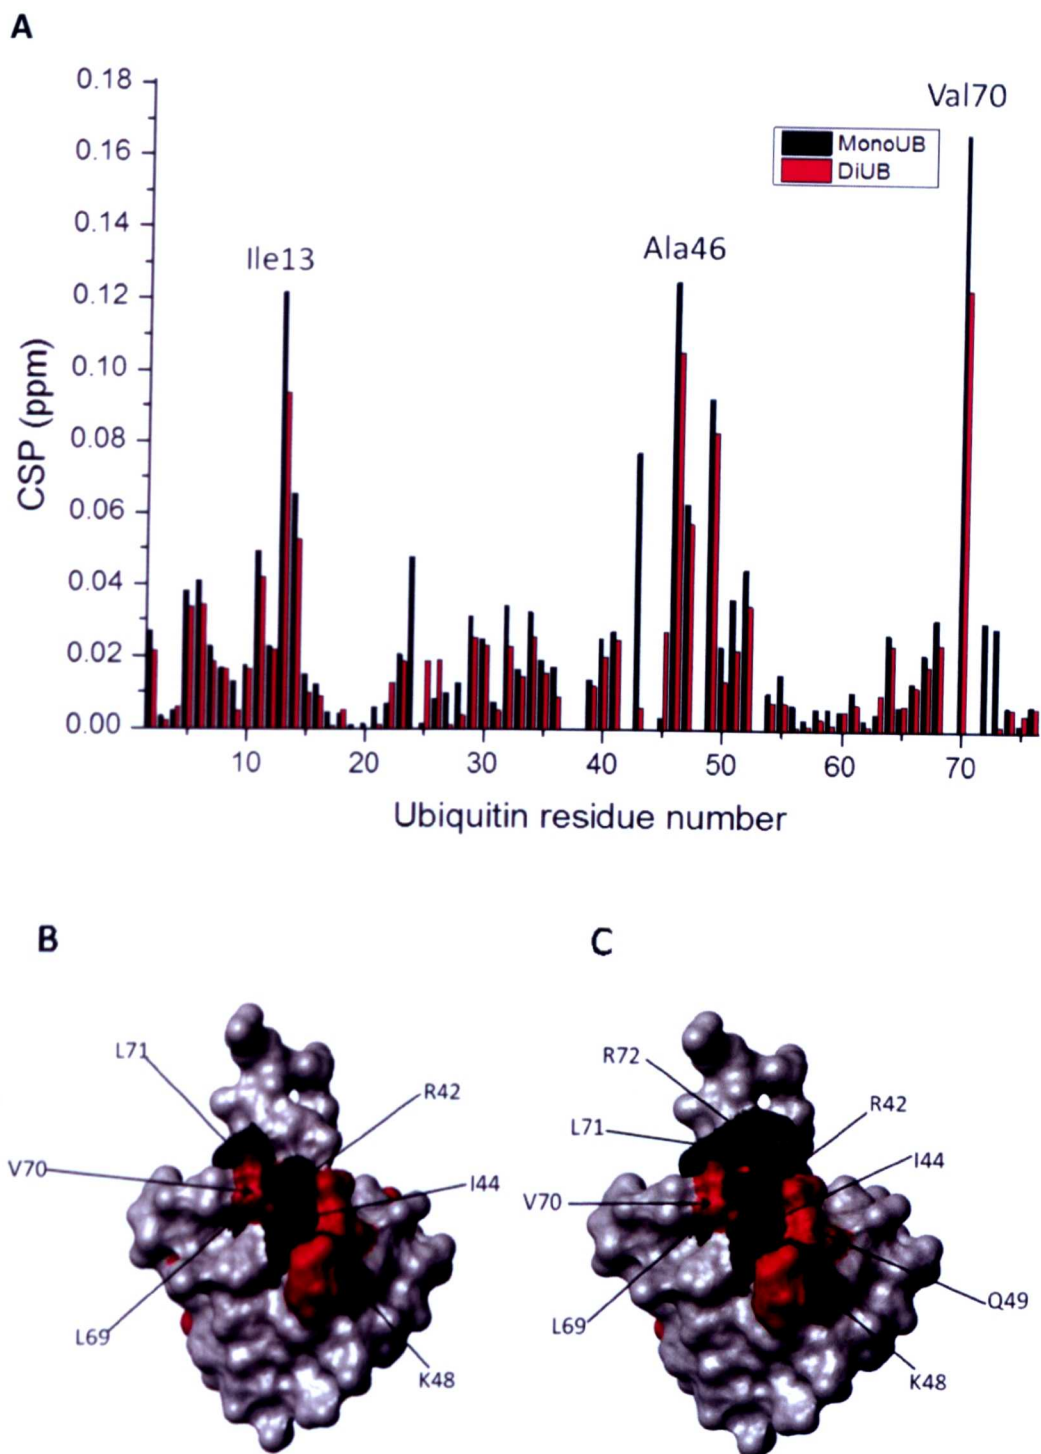 A
0.18
0.16
0.14
0.12
0.10
0.08
0.06
0.04
0.02
0.00
CSP (ppm)
Ile13
Ala46
Val70
MonoUB
DiUB
10 20 30 40 50 60 70
Ubiquitin residue number
B
L71
R42
V70
I44
L69
K48
C
R72
R42
L71
I44
V70
Q49
L69
K48